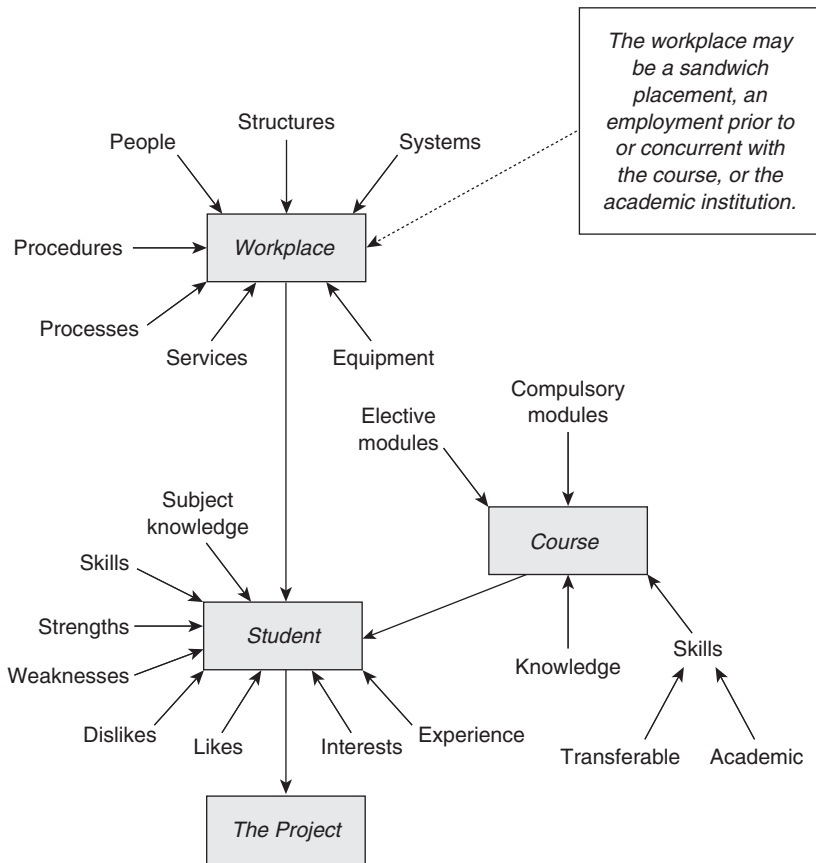 The workplace may
be a sandwich
placement, an
employment prior to
or concurrent with
the course, or the
academic institution.
Structures
People
Systems
Procedures
Workplace
Processes
Services
Equipment
Compulsory
modules
Elective
modules
Subject
knowledge
Course
Skills
Strengths
Student
Weaknesses
Knowledge
Skills
Dislikes
Likes
Interests
Experience
Transferable
Academic
The Project